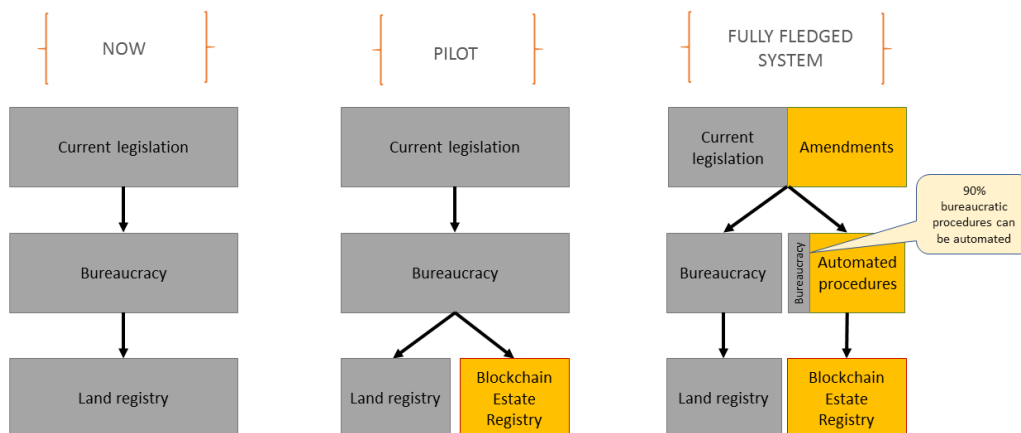 NOW
PILOT
FULLY FLEDGED
SYSTEM
Current legislation
Current legislation
Current
legislation
Amendments
90%
bureaucratic
procedures can
be automated
Bureaucracy
Bureaucracy
Bureaucracy
Bureaucracy
Automated
procedures
Land registry
Land registry
Blockchain
Estate
Registry
Land registry
Blockchain
Estate
Registry